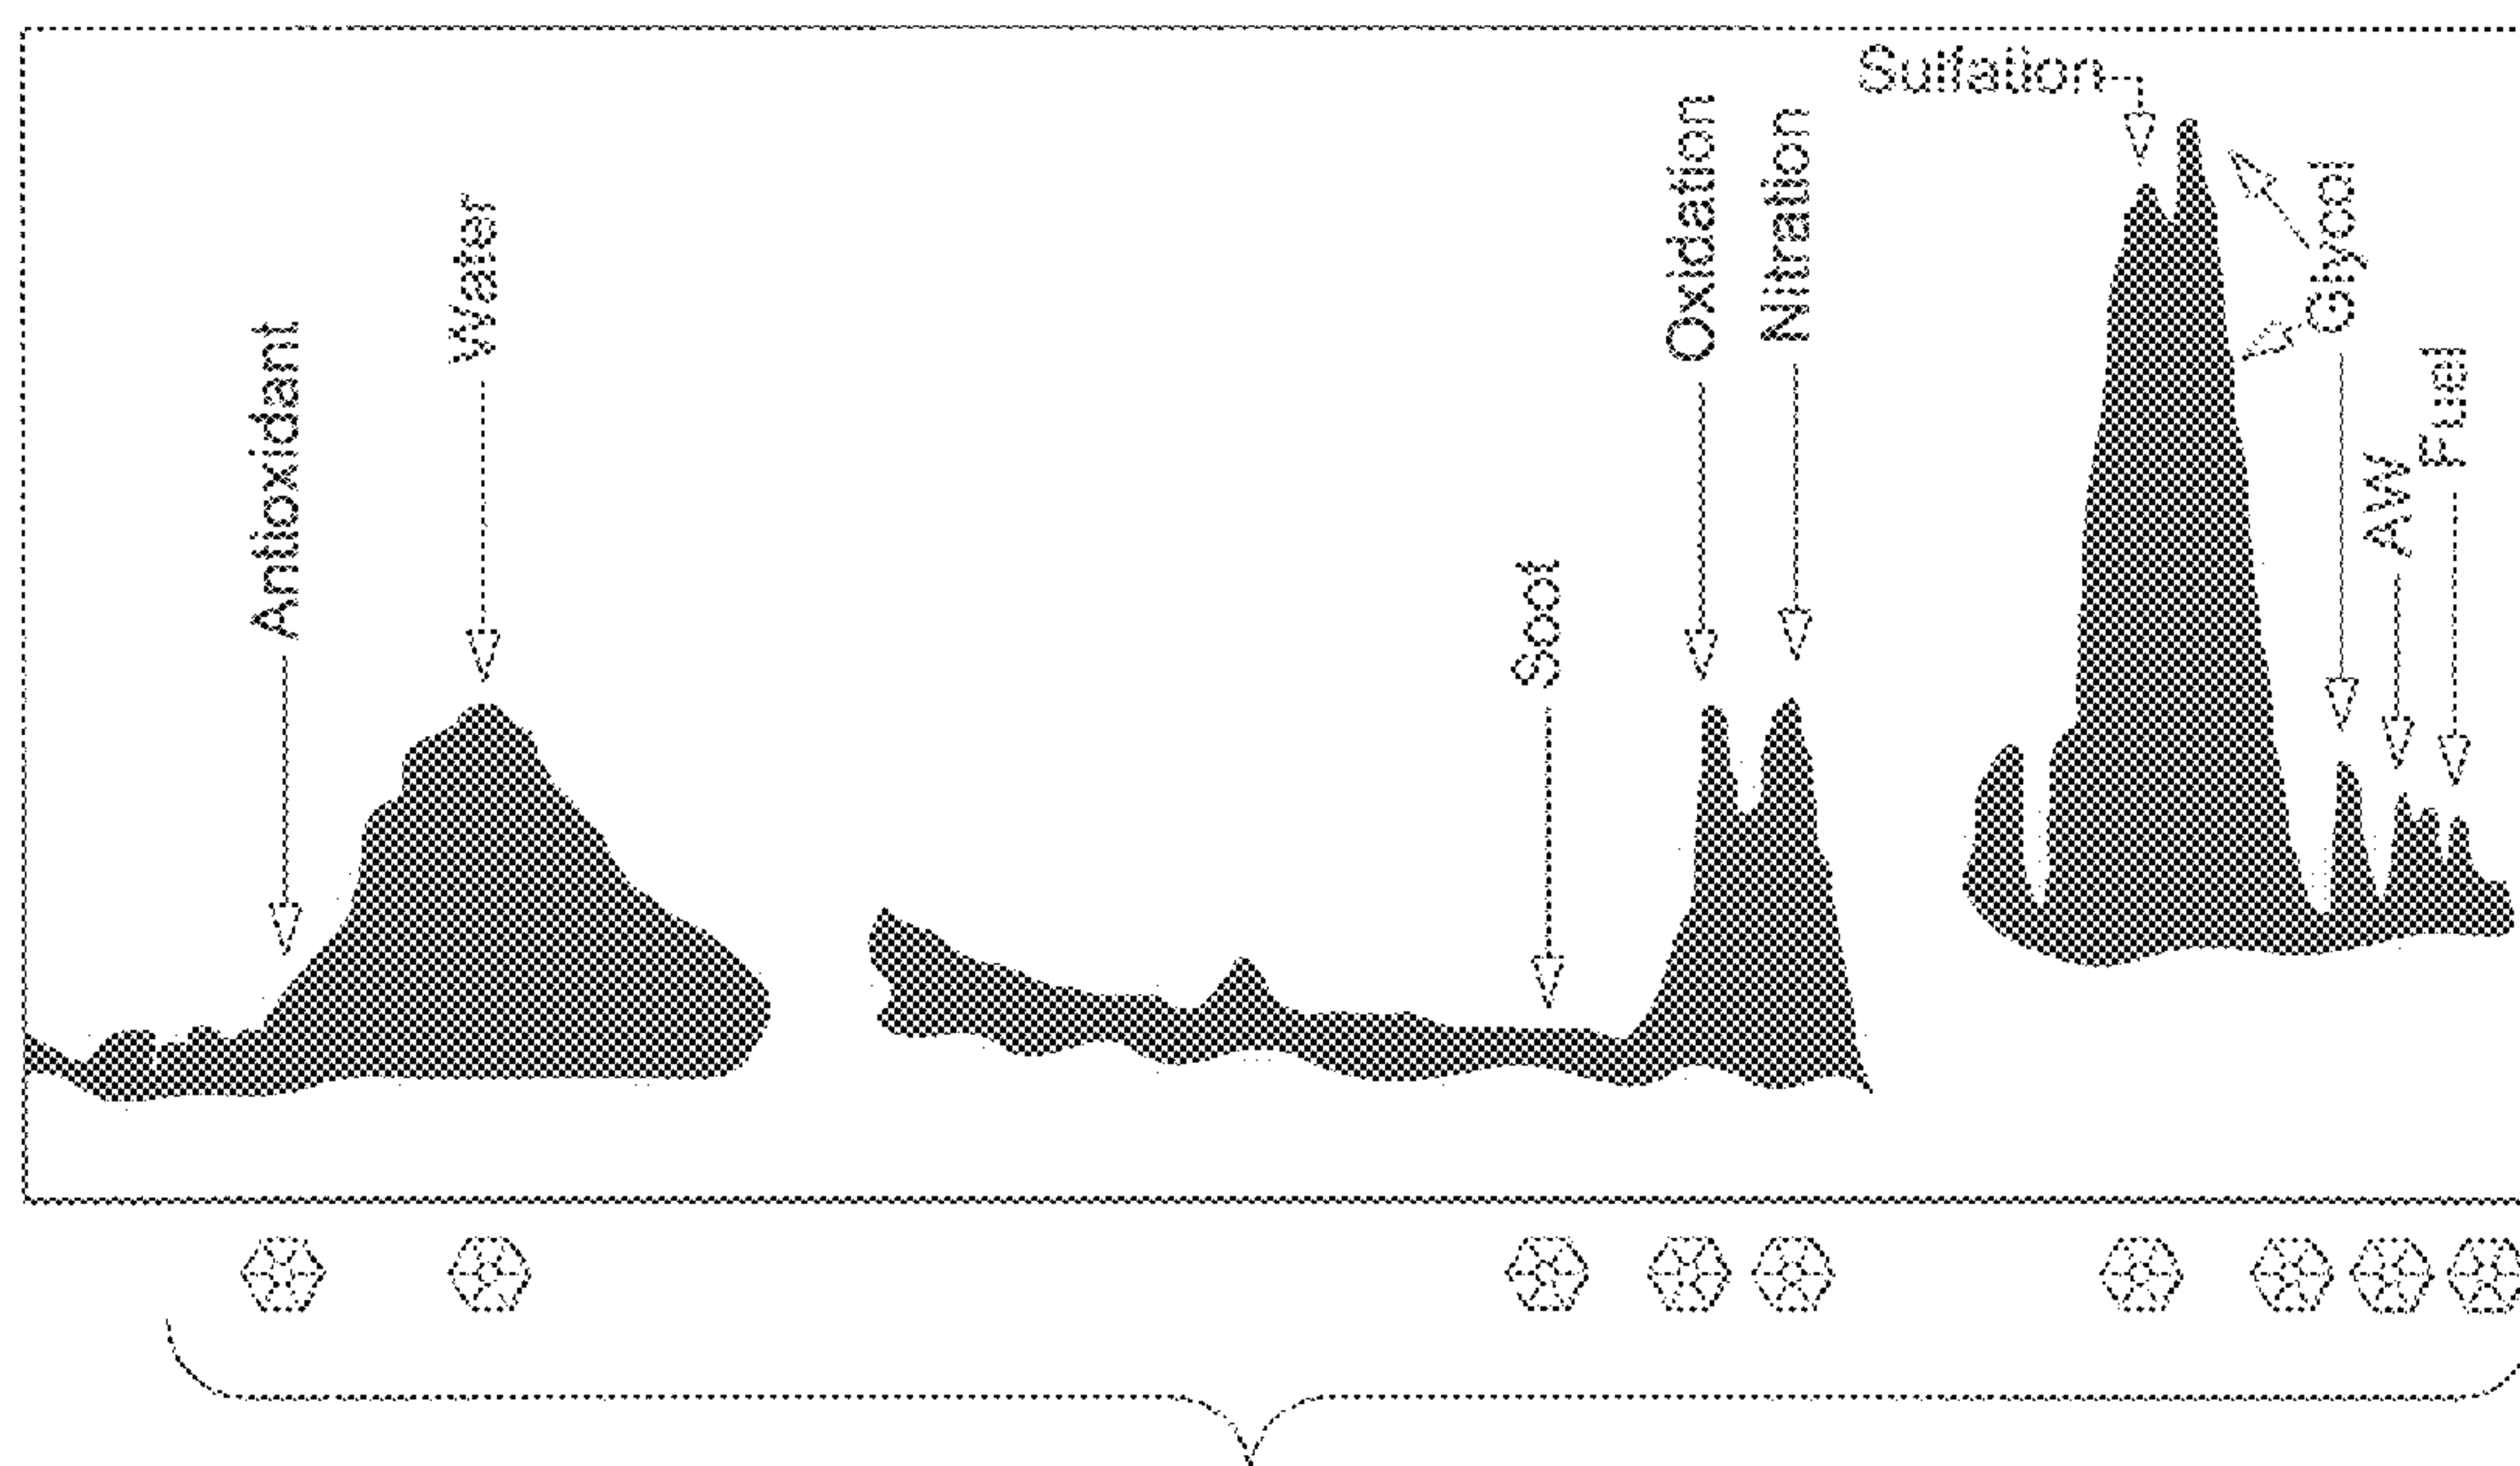 Antioxidant
Water
Soot
Oxidation
Nitration
Sulfation
Glycol
AW
Fuel